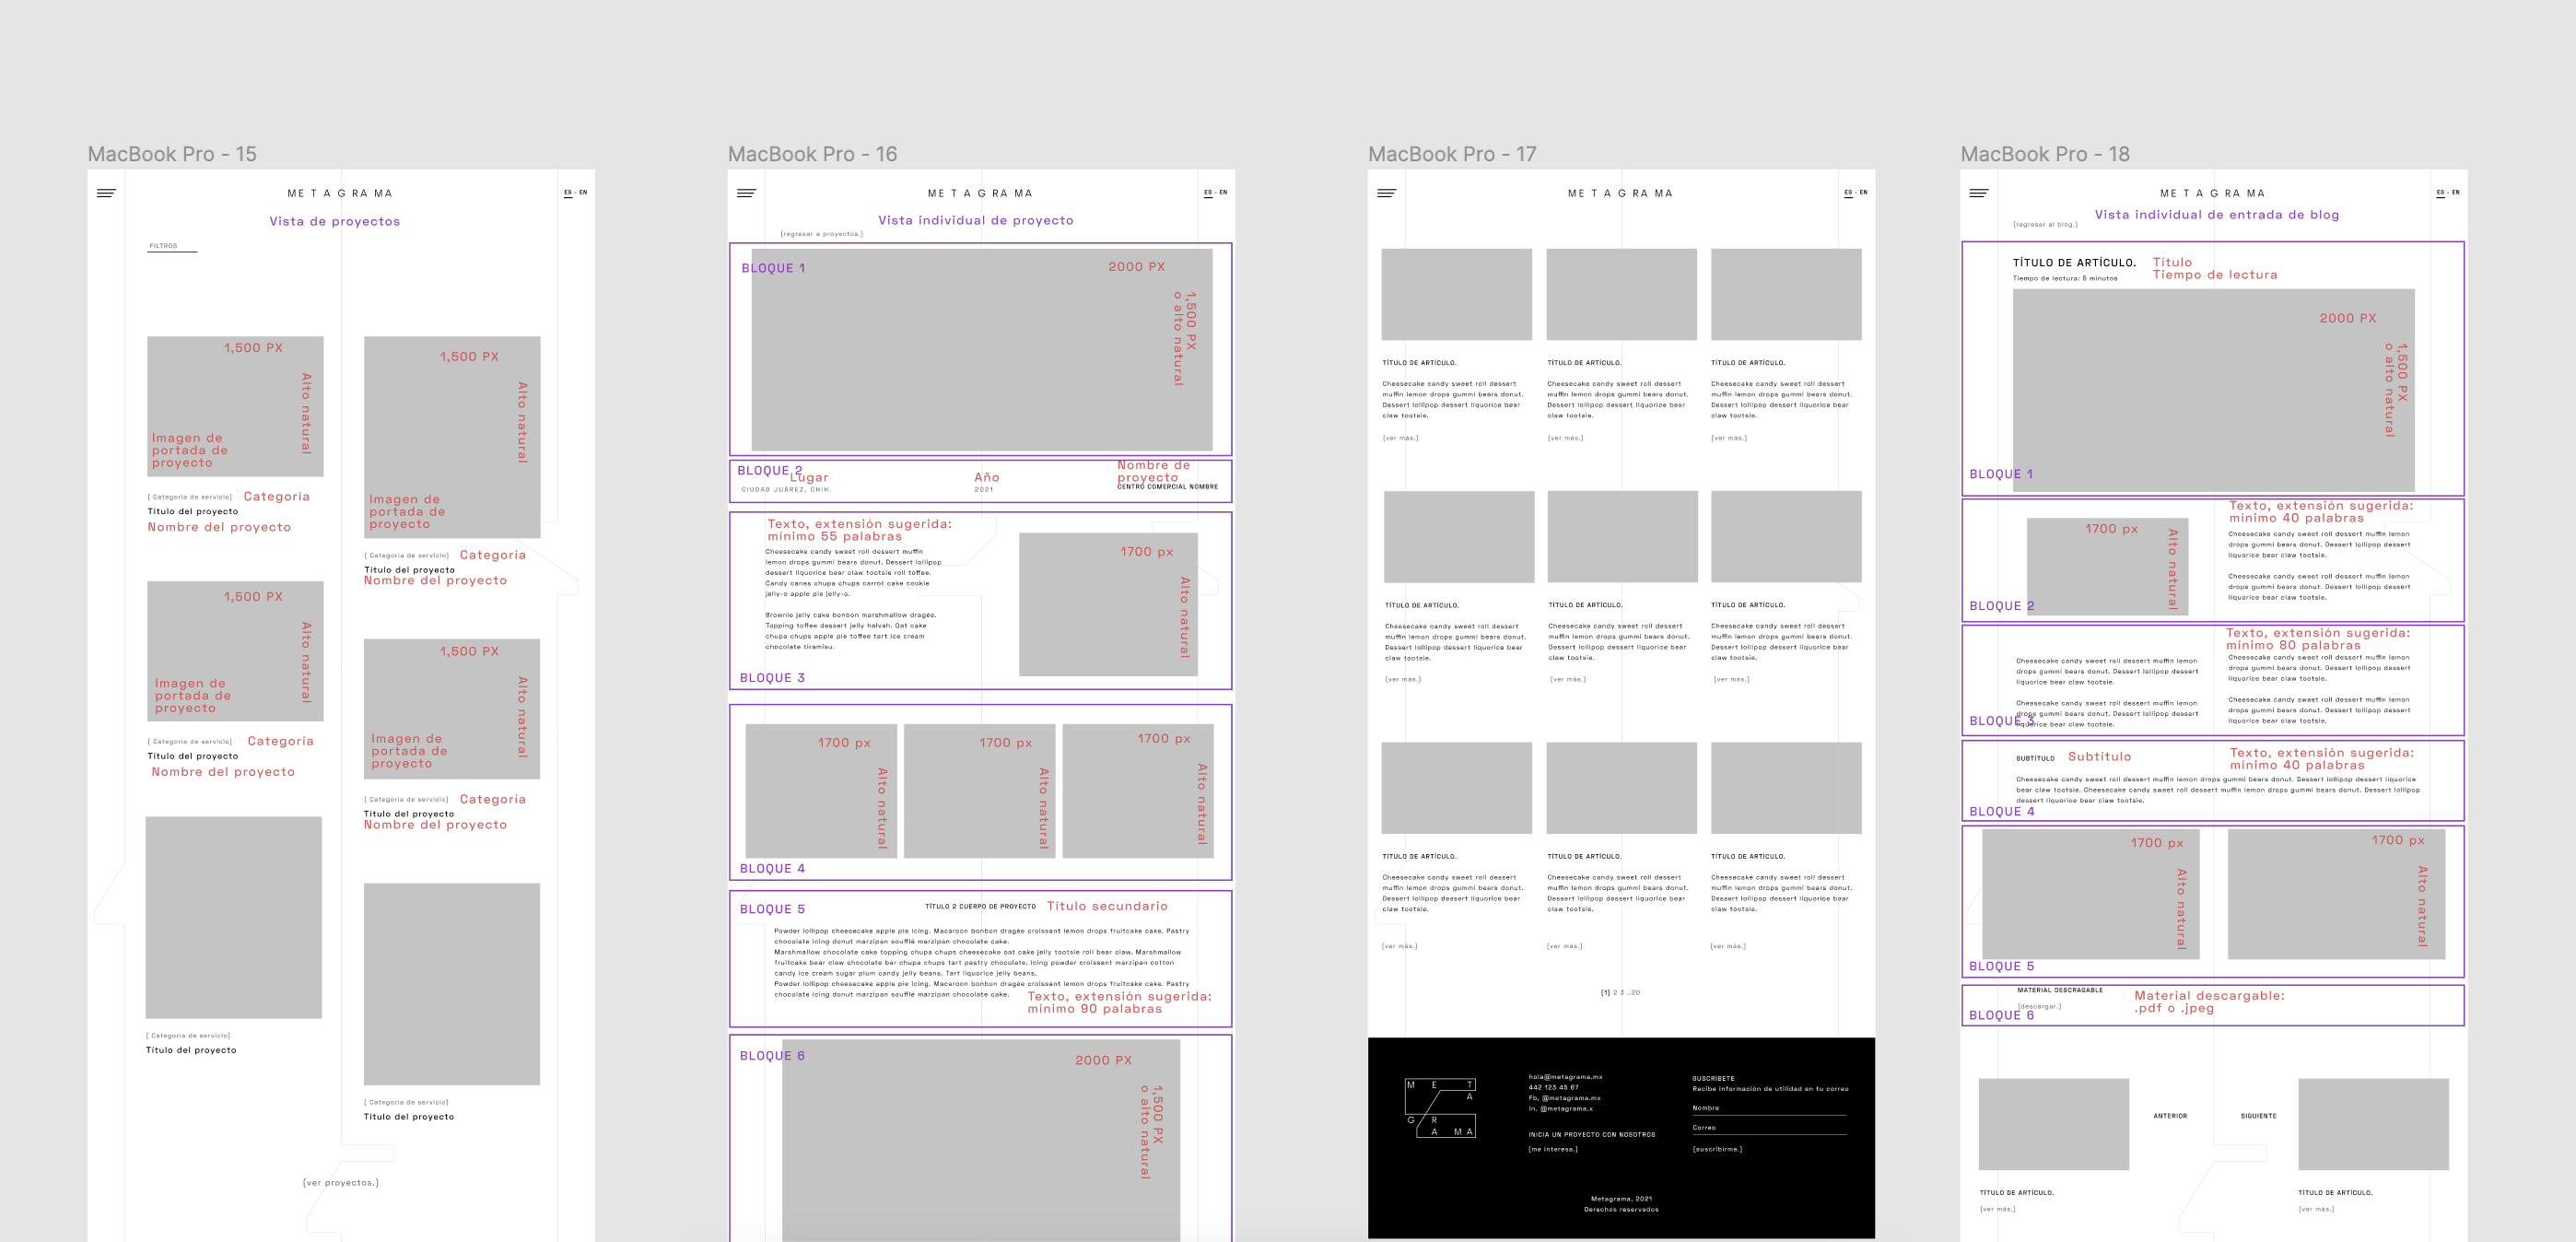 MacBook Pro - 15
METAGRAMA
ES - EN
Vista de proyectos
FILTROS
1,500 PX
Alto natural
Imagen de
portada de
proyecto
[ Categoría de servicio]
Categoría
Título del proyecto
Nombre del proyecto
1,500 PX
Alto natural
Imagen de
portada de
proyecto
[ Categoría de servicio]
Categoría
Título del proyecto
Nombre del proyecto
1,500 PX
Alto natural
Imagen de
portada de
proyecto
[ Categoría de servicio]
Categoría
Título del proyecto
Nombre del proyecto
1,500 PX
Alto natural
Imagen de
portada de
proyecto
[ Categoría de servicio]
Categoría
Título del proyecto
Nombre del proyecto
[ Categoría de servicio]
Título del proyecto
[ Categoría de servicio]
Título del proyecto
(ver proyectos.)
MacBook Pro - 16
METAGRAMA
ES - EN
Vista individual de proyecto
(regresar a proyectos.)
BLOQUE 1
2000 PX
1,500 PX
o alto natural
BLOQUE 2
Lugar
CIUDAD JUÁREZ, CHIH.
Año
2021
Nombre de
proyecto
CENTRO COMERCIAL NOMBRE
Texto, extensión sugerida:
mínimo 55 palabras
Cheesecake candy sweet roll dessert muffin
lemon drops gummi bears donut. Dessert lollipop
dessert liquorice bear claw tootsie roll toffee.
Candy canes chupa chups carrot cake cookie
jelly-o apple pie jelly-o.
Brownie jelly cake bonbon marshmallow dragée.
Topping toffee dessert jelly halvah. Oat cake
chupa chups apple pie toffee tart ice cream
chocolate tiramisu.
1700 px
Alto natural
BLOQUE 3
1700 px
Alto natural
1700 px
Alto natural
1700 px
Alto natural
BLOQUE 4
BLOQUE 5
TÍTULO 2 CUERPO DE PROYECTO
Título secundario
Powder lollipop cheesecake apple pie icing. Macaroon bonbon dragée croissant lemon drops fruitcake cake. Pastry
chocolate icing donut marzipan soufflé marzipan chocolate cake.
Marshmallow chocolate cake topping chupa chups cheesecake oat cake jelly tootsie roll bear claw. Marshmallow
fruitcake bear claw chocolate bar chupa chups tart pastry chocolate. Icing powder croissant marzipan cotton
candy ice cream sugar plum candy jelly beans. Tart liquorice jelly beans.
Powder lollipop cheesecake apple pie icing. Macaroon bonbon dragée croissant lemon drops fruitcake cake. Pastry
chocolate icing donut marzipan soufflé marzipan chocolate cake.
Texto, extensión sugerida:
mínimo 90 palabras
BLOQUE 6
2000 PX
1,500 PX
o alto natural
MacBook Pro - 17
METAGRAMA
ES - EN
TÍTULO DE ARTÍCULO.
Cheesecake candy sweet roll dessert
muffin lemon drops gummi bears donut.
Dessert lollipop dessert liquorice bear
claw tootsie.
(ver más.)
TÍTULO DE ARTÍCULO.
Cheesecake candy sweet roll dessert
muffin lemon drops gummi bears donut.
Dessert lollipop dessert liquorice bear
claw tootsie.
(ver más.)
TÍTULO DE ARTÍCULO.
Cheesecake candy sweet roll dessert
muffin lemon drops gummi bears donut.
Dessert lollipop dessert liquorice bear
claw tootsie.
(ver más.)
TÍTULO DE ARTÍCULO.
Cheesecake candy sweet roll dessert
muffin lemon drops gummi bears donut.
Dessert lollipop dessert liquorice bear
claw tootsie.
(ver más.)
TÍTULO DE ARTÍCULO.
Cheesecake candy sweet roll dessert
muffin lemon drops gummi bears donut.
Dessert lollipop dessert liquorice bear
claw tootsie.
(ver más.)
TÍTULO DE ARTÍCULO.
Cheesecake candy sweet roll dessert
muffin lemon drops gummi bears donut.
Dessert lollipop dessert liquorice bear
claw tootsie.
(ver más.)
TÍTULO DE ARTÍCULO.
Cheesecake candy sweet roll dessert
muffin lemon drops gummi bears donut.
Dessert lollipop dessert liquorice bear
claw tootsie.
(ver más.)
TÍTULO DE ARTÍCULO.
Cheesecake candy sweet roll dessert
muffin lemon drops gummi bears donut.
Dessert lollipop dessert liquorice bear
claw tootsie.
(ver más.)
TÍTULO DE ARTÍCULO.
Cheesecake candy sweet roll dessert
muffin lemon drops gummi bears donut.
Dessert lollipop dessert liquorice bear
claw tootsie.
(ver más.)
(1) 2 3 ..20
M E T
A
G R
A M A
hola@metagrama.mx
442 123 45 67
Fb, @metagrama.mx
In. @metagrama.x
INICIA UN PROYECTO CON NOSOTROS
(me interesa.)
SUSCRÍBETE
Recibe información de utilidad en tu correo
Nombre
Correo
(suscribirme.)
Metagrama, 2021
Derechos reservados
MacBook Pro - 18
METAGRAMA
ES - EN
Vista individual de entrada de blog
(regresar al blog.)
TÍTULO DE ARTÍCULO.
Título
Tiempo de lectura: 5 minutos
Tiempo de lectura
2000 PX
1,500 PX
o alto natural
BLOQUE 1
1700 px
Alto natural
BLOQUE 2
Texto, extensión sugerida:
mínimo 40 palabras
Cheesecake candy sweet roll dessert muffin lemon
drops gummi bears donut. Dessert lollipop dessert
liquorice bear claw tootsie.
Cheesecake candy sweet roll dessert muffin lemon
drops gummi bears donut. Dessert lollipop dessert
liquorice bear claw tootsie.
Texto, extensión sugerida:
mínimo 80 palabras
Cheesecake candy sweet roll dessert muffin lemon
drops gummi bears donut. Dessert lollipop dessert
liquorice bear claw tootsie.
Cheesecake candy sweet roll dessert muffin lemon
drops gummi bears donut. Dessert lollipop dessert
liquorice bear claw tootsie.
BLOQUE 3
Cheesecake candy sweet roll dessert muffin lemon
drops gummi bears donut. Dessert lollipop dessert
liquorice bear claw tootsie.
Cheesecake candy sweet roll dessert muffin lemon
drops gummi bears donut. Dessert lollipop dessert
liquorice bear claw tootsie.
SUBTÍTULO
Subtítulo
Texto, extensión sugerida:
mínimo 40 palabras
Cheesecake candy sweet roll dessert muffin lemon drops gummi bears donut. Dessert lollipop dessert liquorice
bear claw tootsie. Cheesecake candy sweet roll dessert muffin lemon drops gummi bears donut. Dessert lollipop
dessert liquorice bear claw tootsie.
BLOQUE 4
1700 px
Alto natural
1700 px
Alto natural
BLOQUE 5
MATERIAL DESCRAGABLE
(descargar.)
Material descargable:
.pdf o .jpeg
BLOQUE 6
ANTERIOR
SIGUIENTE
TÍTULO DE ARTÍCULO.
(ver más.)
TÍTULO DE ARTÍCULO.
(ver más.)